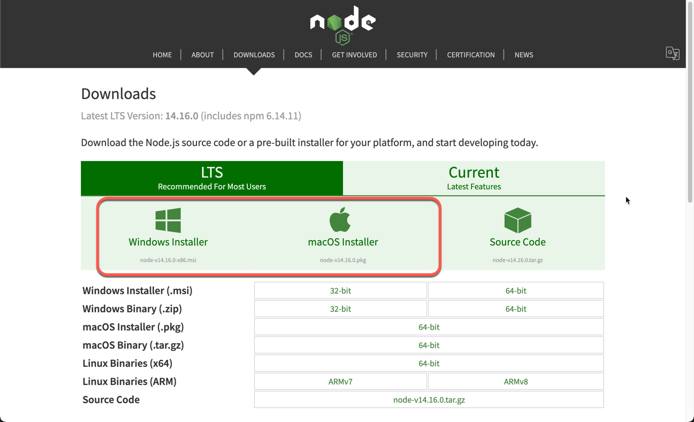 node
JS
HOME | ABOUT | DOWNLOADS | DOCS | GET INVOLVED | SECURITY | CERTIFICATION | NEWS
Downloads
Latest LTS Version: 14.16.0 (includes npm 6.14.11)
Download the Node.js source code or a pre-built installer for your platform, and start developing today.
LTS
Recommended For Most Users
Current
Latest Features
Windows Installer
node-v14.16.0-x86.msi
macOS Installer
node-v14.16.0.pkg
Source Code
node-v14.16.0.tar.gz
Windows Installer (.msi) 32-bit 64-bit
Windows Binary (.zip) 32-bit 64-bit
macOS Installer (.pkg) 64-bit
macOS Binary (.tar.gz) 64-bit
Linux Binaries (x64) 64-bit
Linux Binaries (ARM) ARMv7 ARMv8
Source Code node-v14.16.0.tar.gz